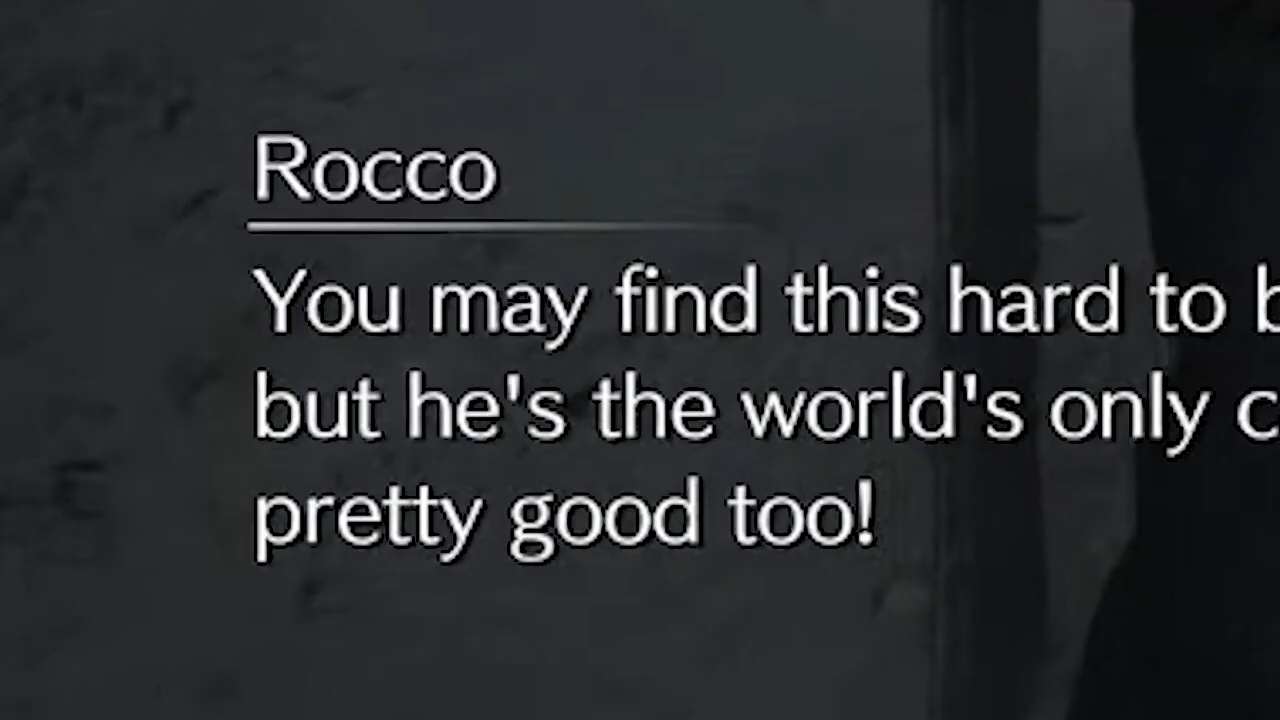 Rocco
You may find this hard to
but he's the world's only
pretty good too!